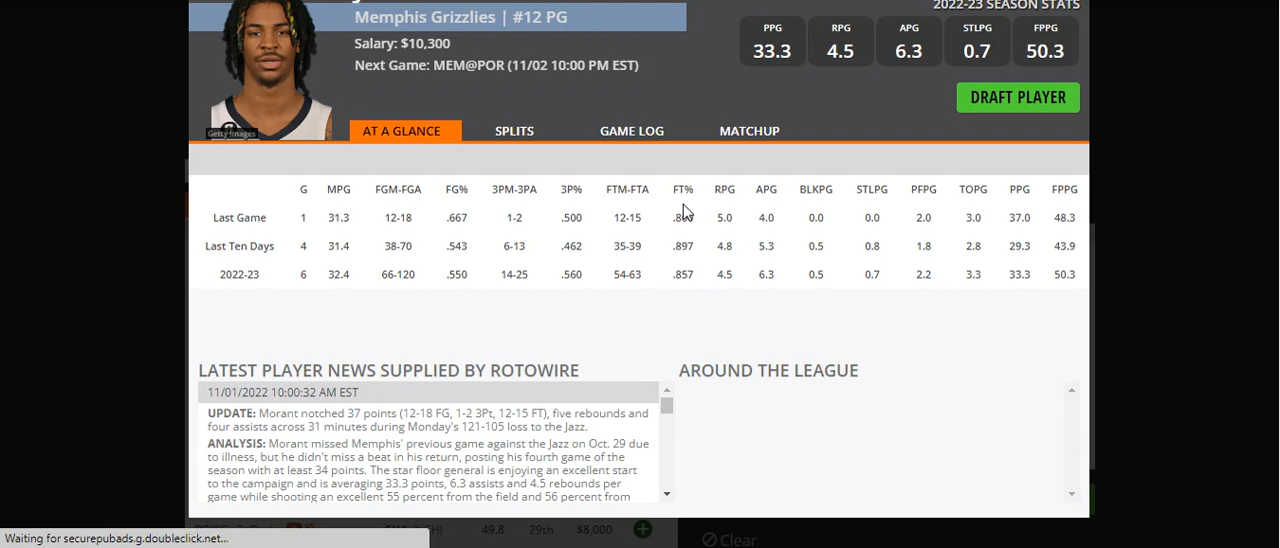 2022-23 SEASON STATS
Memphis Grizzlies | #12 PG
Salary: $10,300
Next Game: MEM@POR (11/02 10:00 PM EST)
PPG RPG APG STLPG FPPG
33.3 4.5 6.3 0.7 50.3
DRAFT PLAYER
Getty Images
AT A GLANCE SPLITS GAME LOG MATCHUP
G MPG FGM-FGA FG% 3PM-3PA 3P% FTM-FTA FT% RPG APG BLKPG STLPG PFPG TOPG PPG FPPG
Last Game 1 31.3 12-18 .667 1-2 .500 12-15 5.0 4.0 0.0 0.0 2.0 3.0 37.0 48.3
Last Ten Days 4 31.4 38-70 .543 6-13 .462 35-39 .897 4.8 5.3 0.5 0.8 1.8 2.8 29.3 43.9
2022-23 6 32.4 66-120 .550 14-25 .560 54-63 .857 4.5 6.3 0.5 0.7 2.2 3.3 33.3 50.3
LATEST PLAYER NEWS SUPPLIED BY ROTOWIRE
11/01/2022 10:00:32 AM EST
UPDATE: Morant notched 37 points (12-18 FG, 1-2 3Pt, 12-15 FT), five rebounds and
four assists across 31 minutes during Monday's 121-105 loss to the Jazz.
ANALYSIS: Morant missed Memphis' previous game against the Jazz on Oct. 29 due
to illness, but he didn't miss a beat in his return, posting his fourth game of the
season with at least 34 points. The star floor general is enjoying an excellent start
to the campaign and is averaging 33.3 points, 6.3 assists and 4.5 rebounds per
game while shooting an excellent 55 percent from the field and 56 percent from
AROUND THE LEAGUE
49.8 29th $8,000
Waiting for securepubads.g.doubleclick.net...
Clear